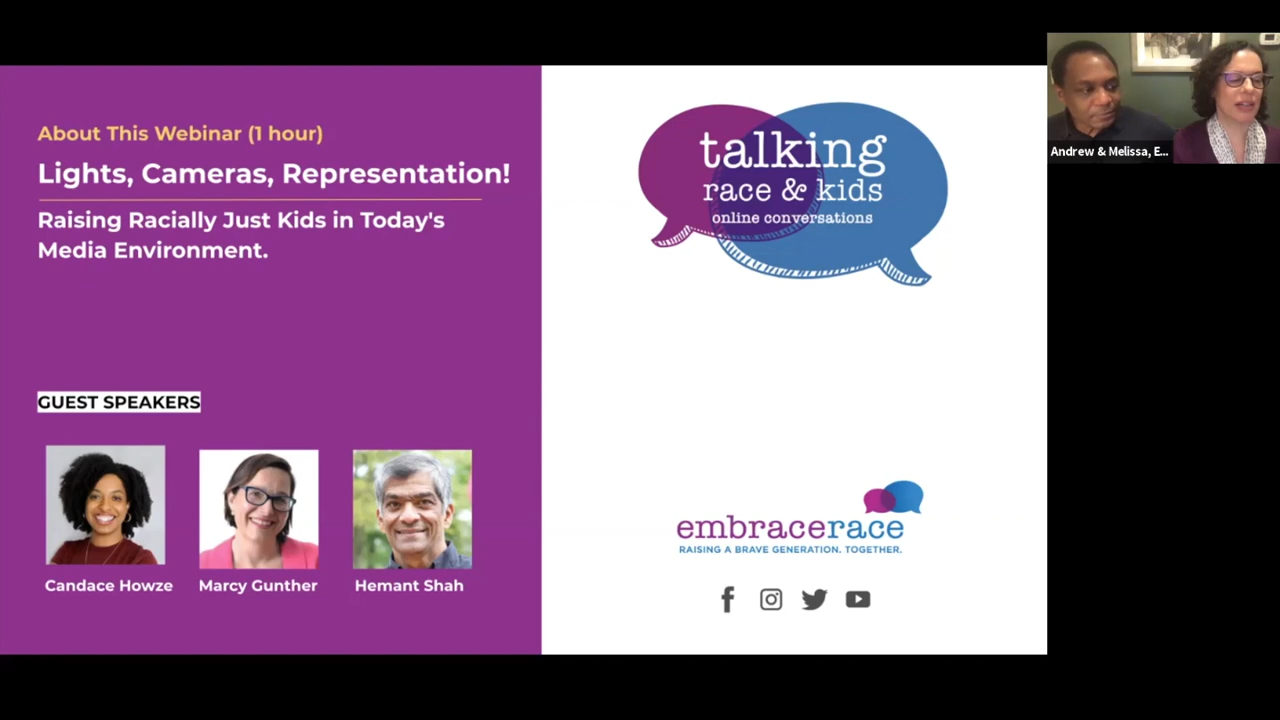 About This Webinar (1 hour)
Lights, Cameras, Representation!
Raising Racially Just Kids in Today's
Media Environment.
GUEST SPEAKERS
Candace Howze
Marcy Gunther
Hemant Shah
talking
race & kids
online conversations
embracerace
RAISING A BRAVE GENERATION. TOGETHER.
Andrew & Melissa, E...